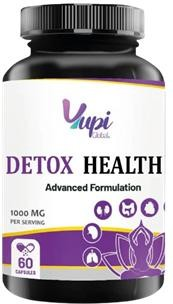 Yupi
Global
DETOX HEALTH
Advanced Formulation
1000 MG
PER SERVING
60
CAPSULES